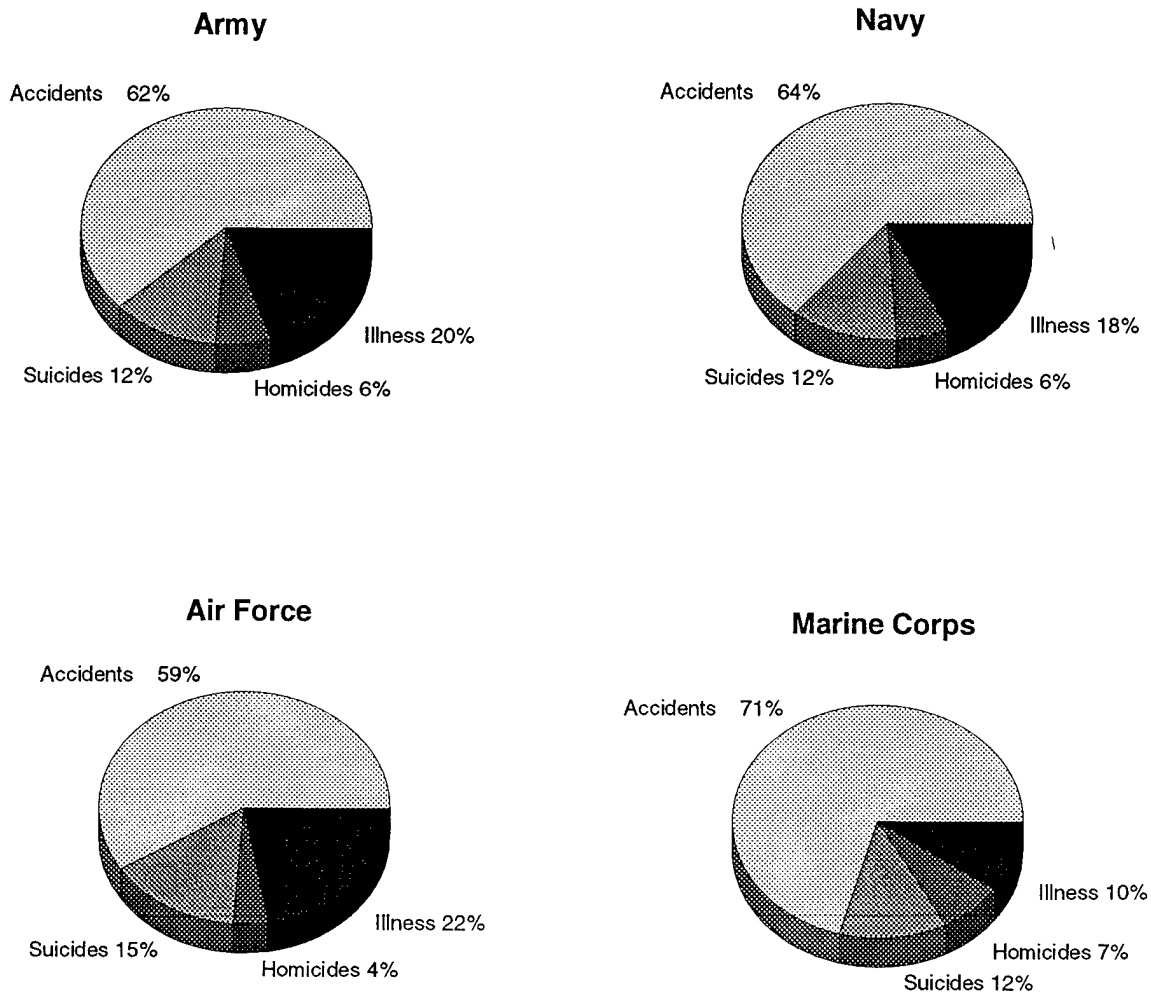 Army
Accidents 62%
Illness 20%
Suicides 12%
Homicides 6%
Navy
Accidents 64%
Illness 18%
Suicides 12%
Homicides 6%
Air Force
Accidents 59%
Illness 22%
Suicides 15%
Homicides 4%
Marine Corps
Accidents 71%
Illness 10%
Homicides 7%
Suicides 12%